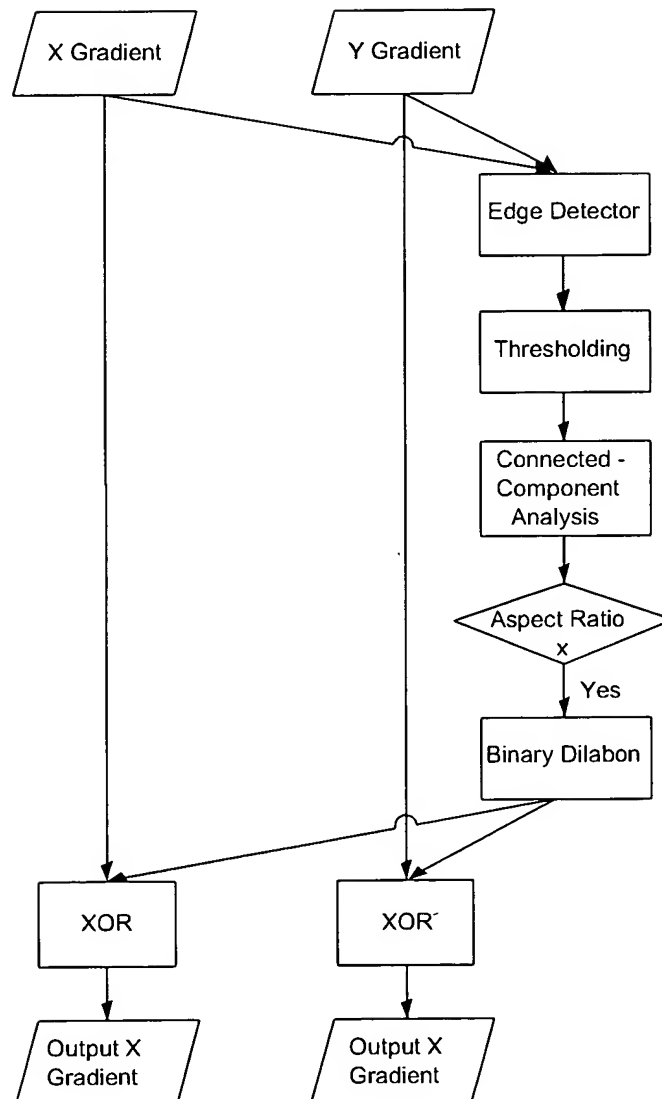 X Gradient
Y Gradient
Edge Detector
Thresholding
Connected -
Component
Analysis
Aspect Ratio
x
Yes
Binary Dilabon
XOR
XOR´
Output X
Gradient
Output X
Gradient